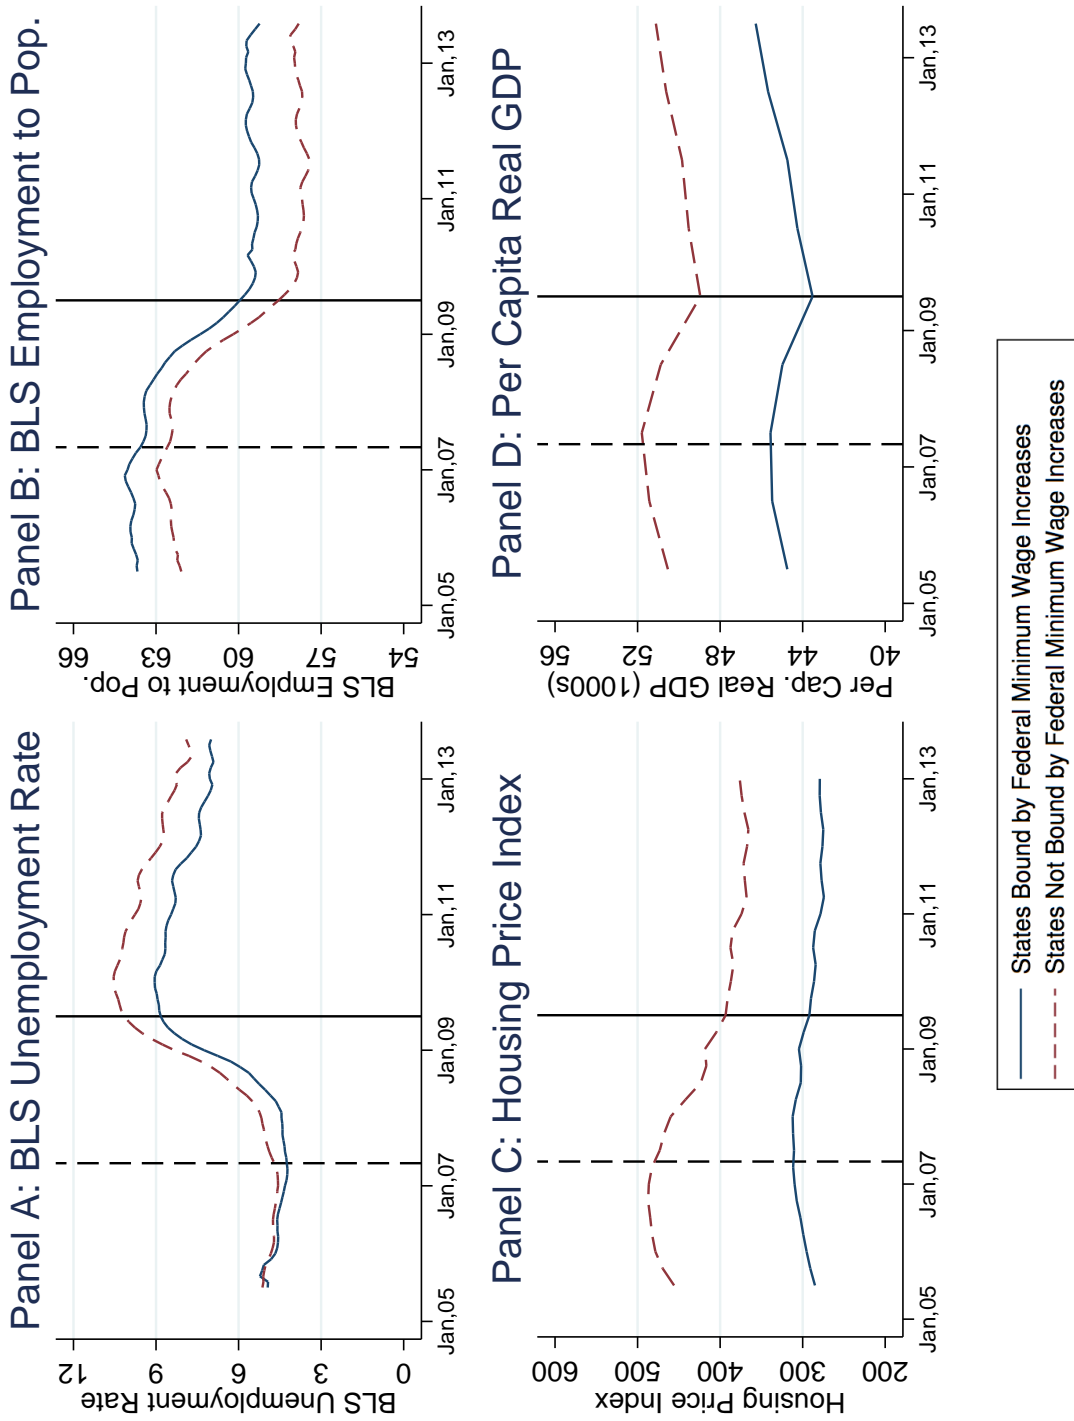 Panel A: BLS Unemployment Rate
BLS Unemployment Rate
12
9
6
3
0
Jan,05
Jan,07
Jan,09
Jan,11
Jan,13
Panel B: BLS Employment to Pop.
BLS Employment to Pop.
66
63
60
57
54
Jan,05
Jan,07
Jan,09
Jan,11
Jan,13
Panel C: Housing Price Index
Housing Price Index
600
500
400
300
200
Jan,05
Jan,07
Jan,09
Jan,11
Jan,13
Panel D: Per Capita Real GDP
Per Cap. Real GDP (1000s)
56
52
48
44
40
Jan,05
Jan,07
Jan,09
Jan,11
Jan,13
States Bound by Federal Minimum Wage Increases
States Not Bound by Federal Minimum Wage Increases